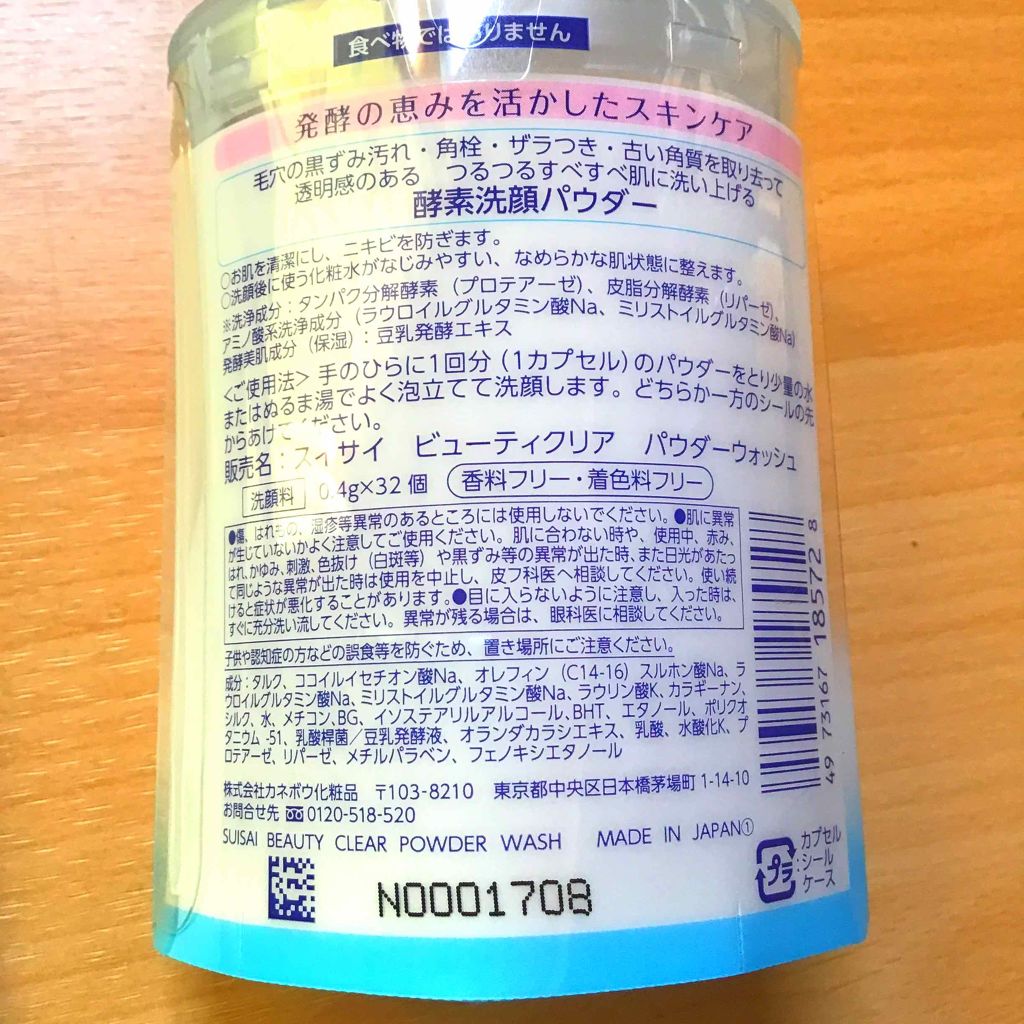 食べ物ではありません
発酵の恵みを活かしたスキンケア
毛穴の黒ずみ汚れ・角栓・ザラつき・古い角質を取り去って
透明感のある つるつるすべすべ肌に洗い上げる
酵素洗顔パウダー
○お肌を清潔にし、ニキビを防ぎます。
○洗顔後に使う化粧水がなじみやすい、なめらかな肌状態に整えます。
※洗浄成分：タンパク分解酵素（プロテアーゼ）、皮脂分解酵素（リパーゼ）、
アミノ酸系洗浄成分（ラウロイルグルタミン酸Na、ミリストイルグルタミン酸Na）
発酵美肌成分（保湿）：豆乳発酵エキス
＜ご使用法＞手のひらに1回分（1カプセル）のパウダーをとり少量の水
またはぬるま湯でよく泡立てて洗顔します。どちらか一方のシールの先
からあけてください。
販売名：スイサイ ビューティクリア パウダーウォッシュ
洗顔料 0.4g×32個 香料フリー・着色料フリー
●傷、はれもの、湿疹等異常のあるところには使用しないでください。●肌に異常
が生じていないかよく注意してご使用ください。肌に合わない時や、使用中、赤み、
はれ、かゆみ、刺激、色抜け（白斑等）や黒ずみ等の異常が出た時、また日光があたっ
て同じような異常が出た時は使用を中止し、皮フ科医へ相談してください。使い続
けると症状が悪化することがあります。●目に入らないように注意し、入った時は、
すぐに充分洗い流してください。異常が残る場合は、眼科医に相談してください。
子供や認知症の方などの誤食等を防ぐため、置き場所にご注意ください。
成分：タルク、ココイルイセチオン酸Na、オレフィン（C14-16）スルホン酸Na、ラ
ウロイルグルタミン酸Na、ミリストイルグルタミン酸Na、ラウリン酸K、カラギーナン、
シルク、水、メチコン、BG、イソステアリルアルコール、BHT、エタノール、ポリクオ
タニウム-51、乳酸桿菌／豆乳発酵液、オランダカラシエキス、乳酸、水酸化K、プ
ロテアーゼ、リパーゼ、メチルパラベン、フェノキシエタノール
株式会社カネボウ化粧品 〒103-8210 東京都中央区日本橋茅場町1-14-10
お問合せ先 0120-518-520
SUISAI BEAUTY CLEAR POWDER WASH MADE IN JAPAN①
N0001708
プラ
カプセル
：シール
ケース
49 73167 18572 8